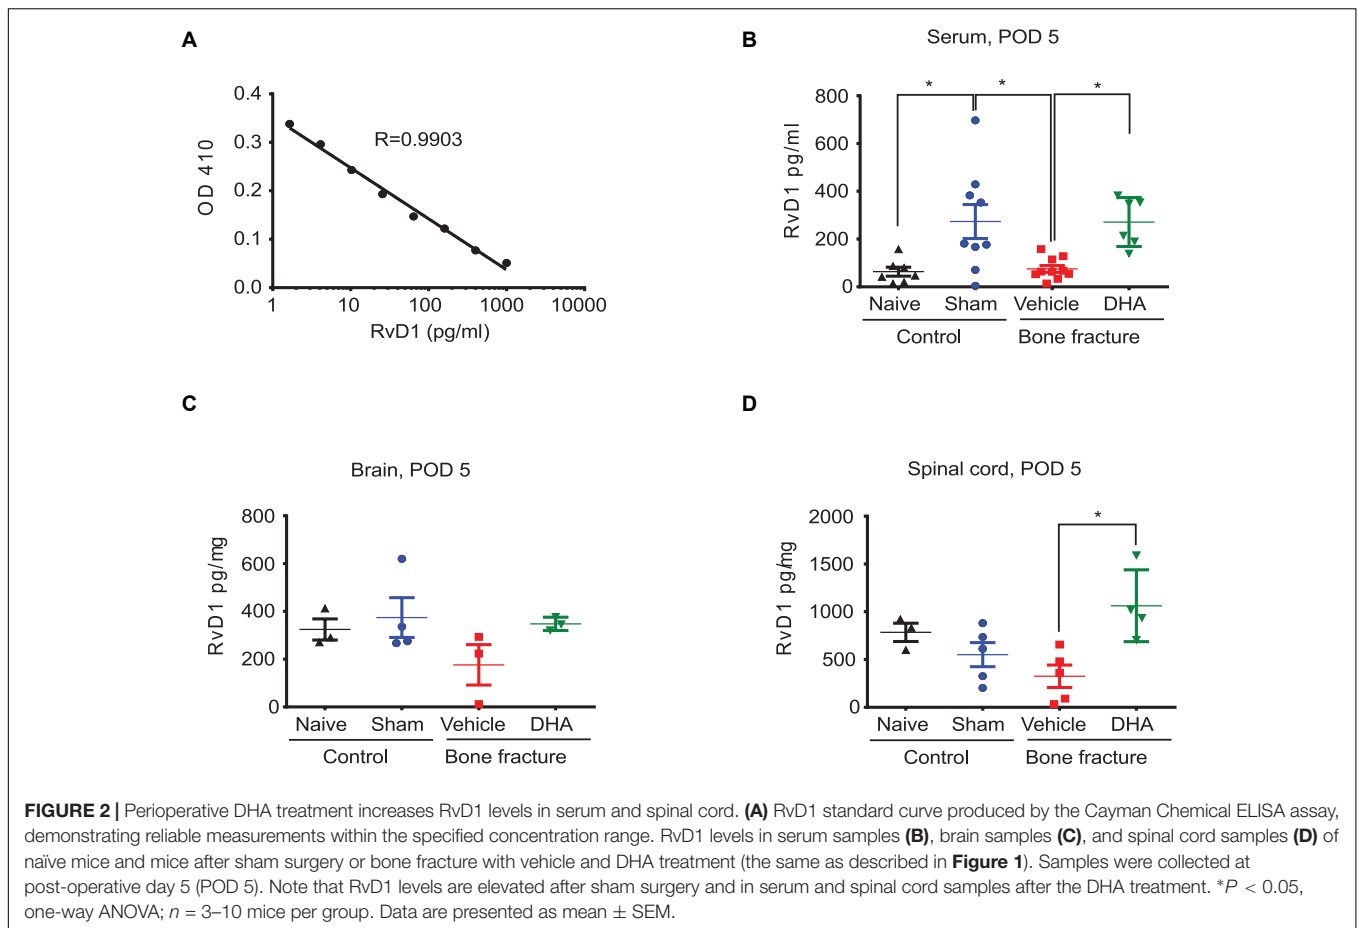 A
0.4
0.3
0.2
0.1
0.0
OD 410
R=0.9903
1
10
100
1000
10000
RvD1 (pg/ml)
B
Serum, POD 5
800
600
400
200
0
RvD1 pg/ml
*
*
*
Naive
Sham
Vehicle
DHA
Control
Bone fracture
C
Brain, POD 5
800
600
400
200
0
RvD1 pg/mg
Naive
Sham
Vehicle
DHA
Control
Bone fracture
D
Spinal cord, POD 5
2000
1500
1000
500
0
RvD1 pg/mg
*
Naive
Sham
Vehicle
DHA
Control
Bone fracture
FIGURE 2 | Perioperative DHA treatment increases RvD1 levels in serum and spinal cord. (A) RvD1 standard curve produced by the Cayman Chemical ELISA assay,
demonstrating reliable measurements within the specified concentration range. RvD1 levels in serum samples (B), brain samples (C), and spinal cord samples (D) of
naïve mice and mice after sham surgery or bone fracture with vehicle and DHA treatment (the same as described in Figure 1). Samples were collected at
post-operative day 5 (POD 5). Note that RvD1 levels are elevated after sham surgery and in serum and spinal cord samples after the DHA treatment. *P < 0.05,
one-way ANOVA; n = 3–10 mice per group. Data are presented as mean ± SEM.